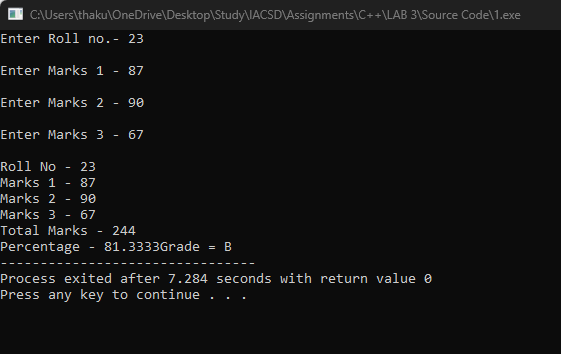 C:\Users\thaku\OneDrive\Desktop\Study\IACSD\Assignments\C++\LAB 3\Source Code\1.exe
Enter Roll no.- 23
Enter Marks 1 - 87
Enter Marks 2 - 90
Enter Marks 3 - 67
Roll No - 23
Marks 1 - 87
Marks 2 - 90
Marks 3 - 67
Total Marks - 244
Percentage - 81.3333Grade = B
--------------------------------
Process exited after 7.284 seconds with return value 0
Press any key to continue . . .